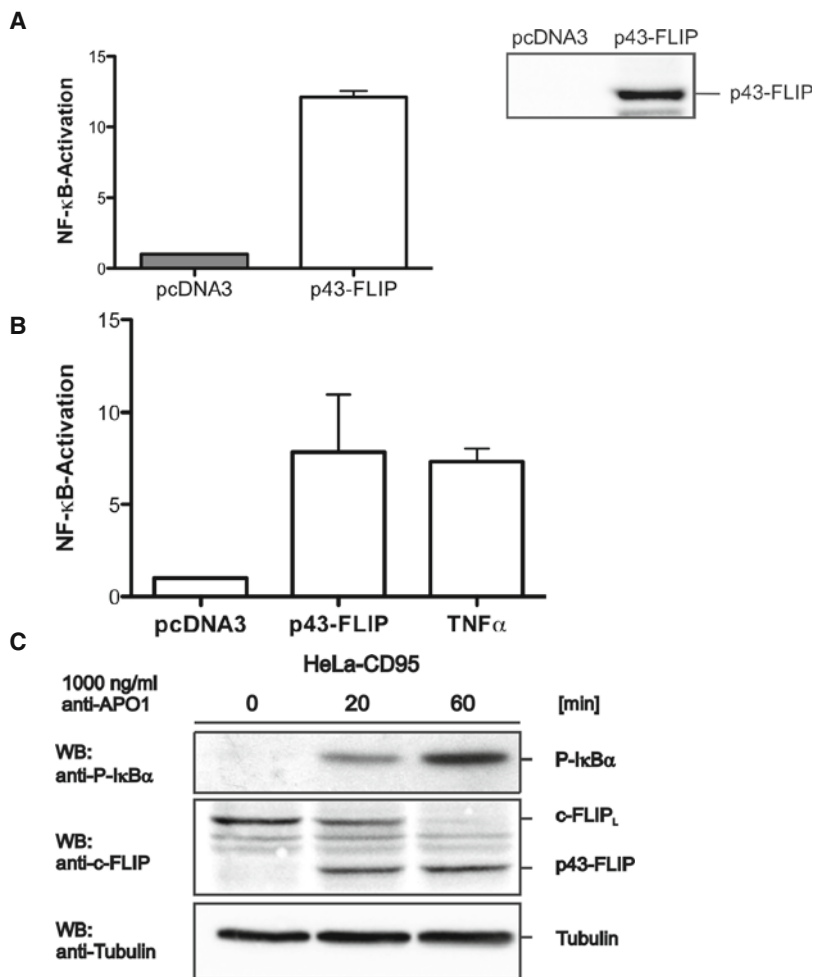 A
NF-κB-Activation
15
10
5
0
pcDNA3 p43-FLIP
pcDNA3 p43-FLIP
p43-FLIP
B
NF-κB-Activation
15
10
5
0
pcDNA3 p43-FLIP TNFα
C
HeLa-CD95
1000 ng/ml
anti-APO1 0 20 60 [min]
WB:
anti-P-IκBα
P-IκBα
WB:
anti-c-FLIP
c-FLIPL
p43-FLIP
WB:
anti-Tubulin
Tubulin